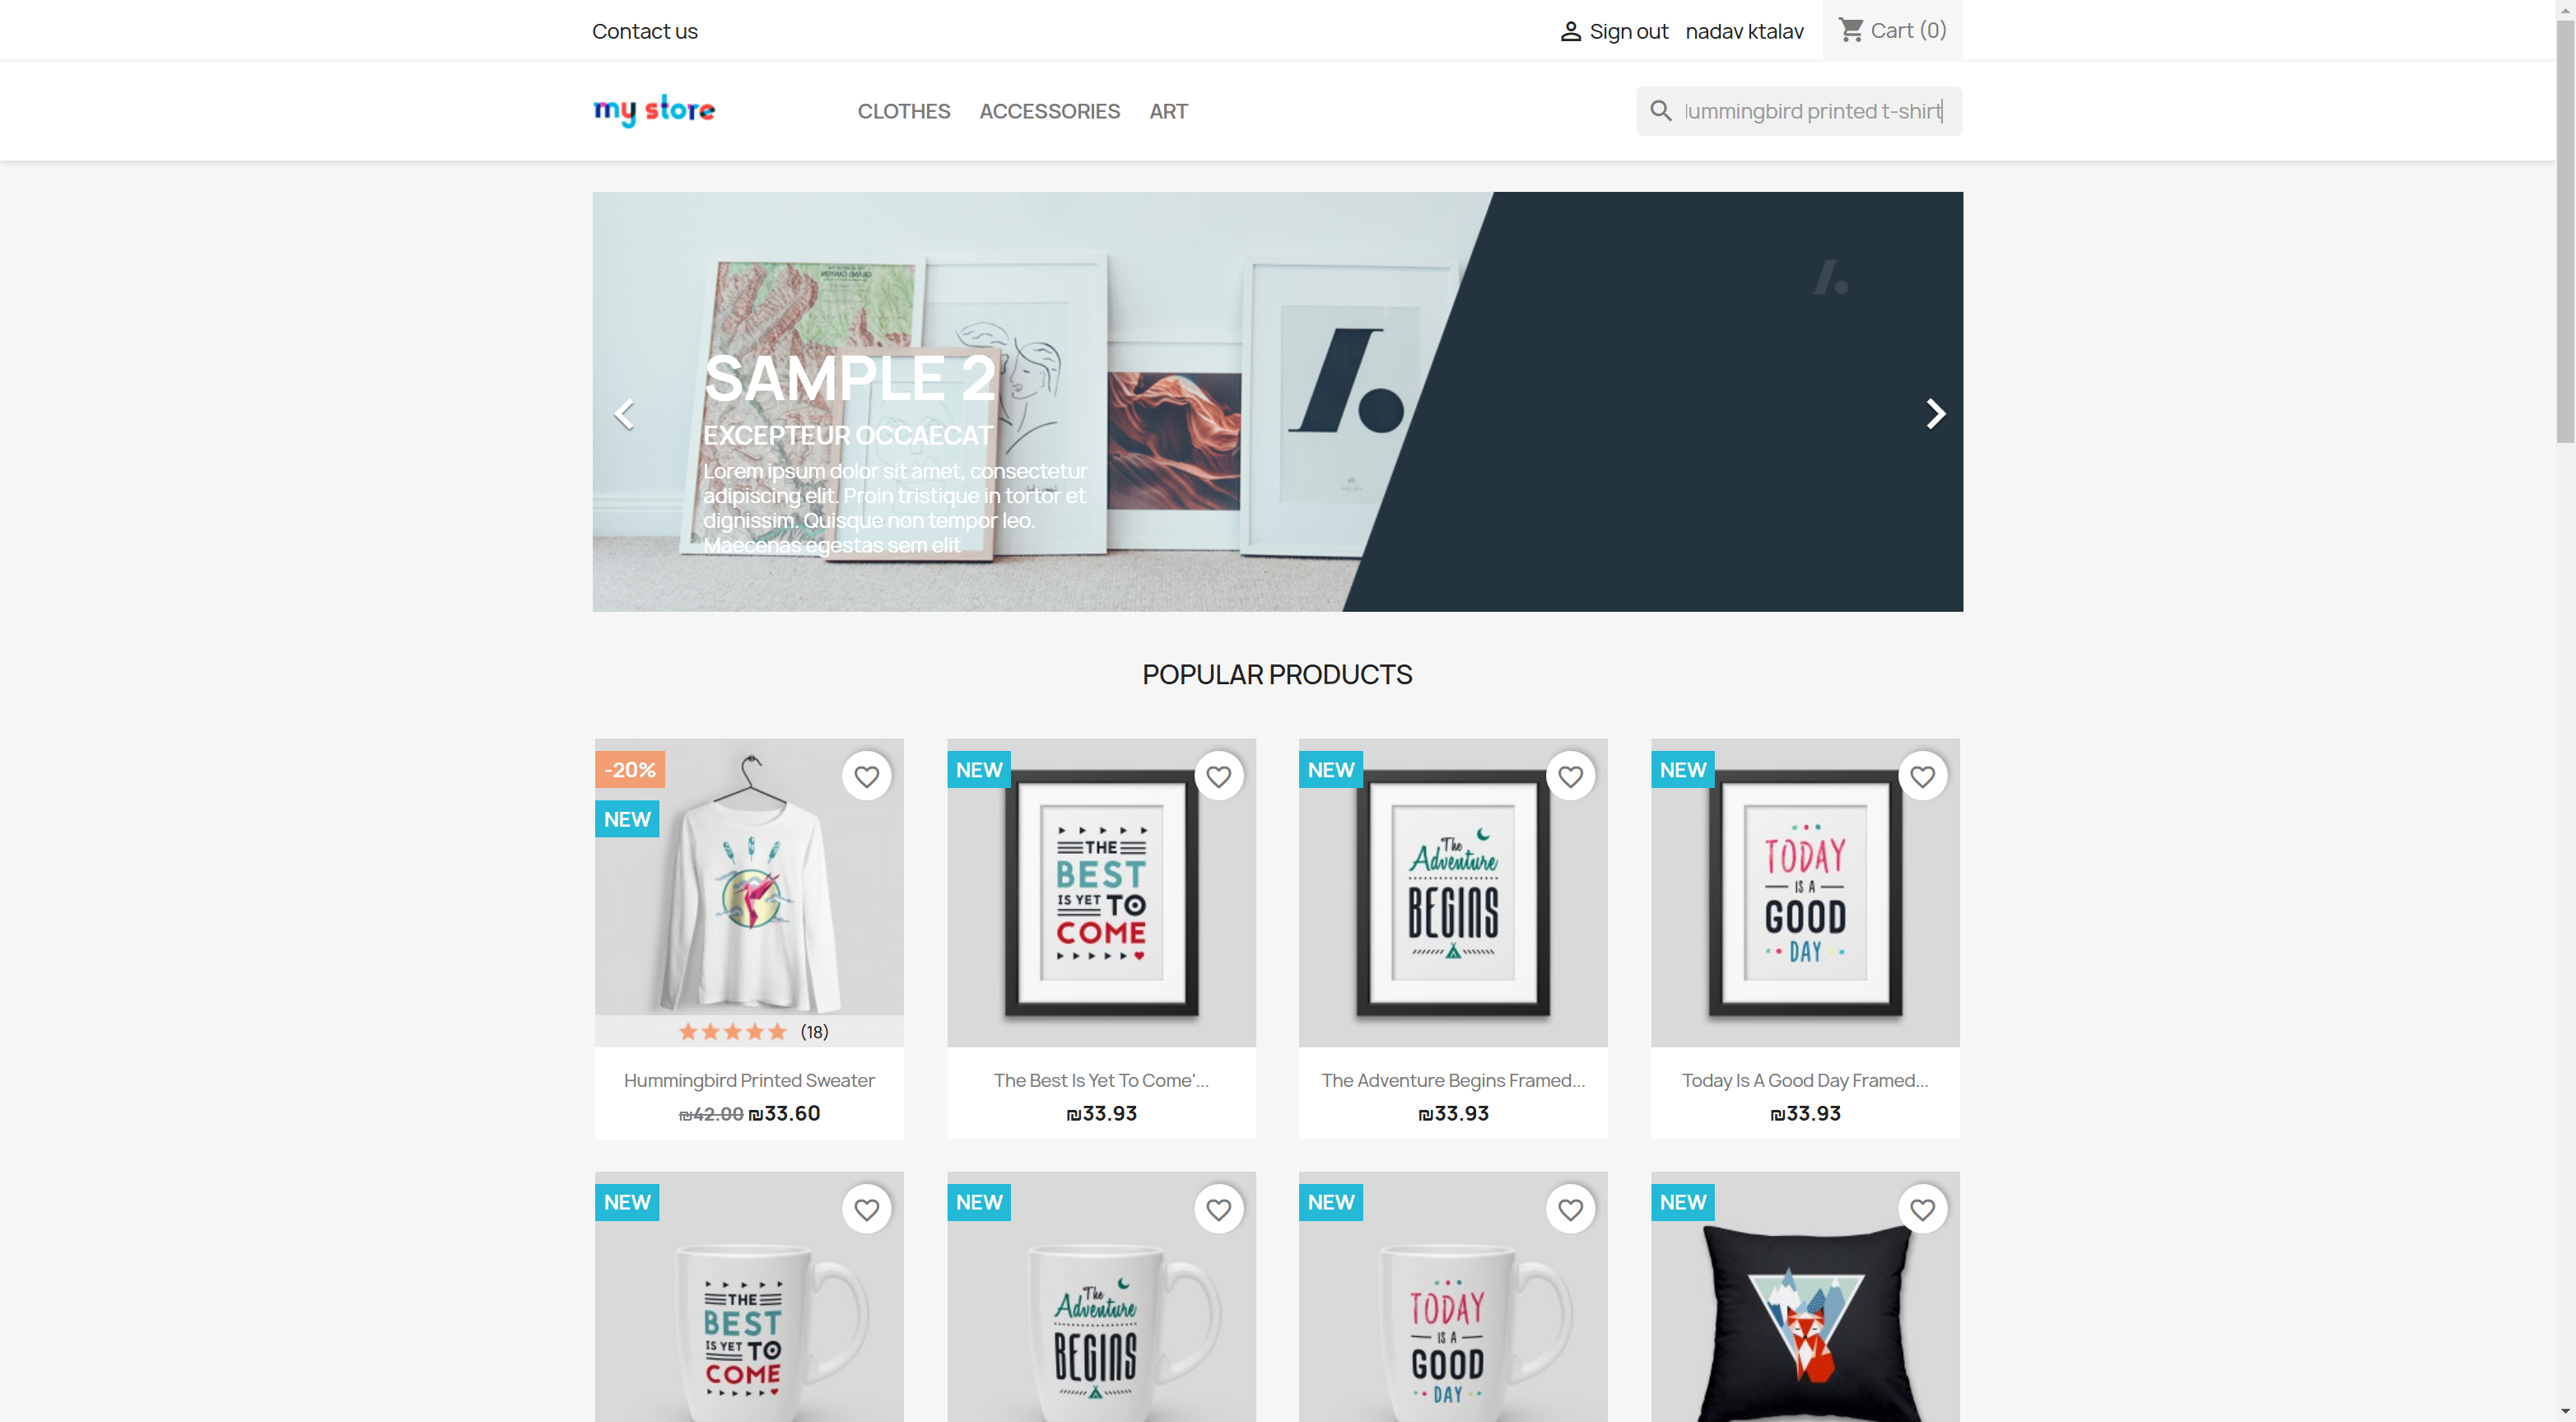 Contact us
Sign out
nadav ktalav
Cart (0)
my store
CLOTHES
ACCESSORIES
ART
ummingbird printed t-shirt
SAMPLE 2
EXCEPTEUR OCCAECAT
Lorem ipsum dolor sit amet, consectetur
adipiscing elit. Proin tristique in tortor et
dignissim. Quisque non tempor leo.
Maecenas egestas sem elit
POPULAR PRODUCTS
-20%
NEW
(18)
Hummingbird Printed Sweater
₪42.00 ₪33.60
NEW
THE
BEST
IS YET TO
COME
The Best Is Yet To Come'...
₪33.93
NEW
The
Adventure
BEGINS
The Adventure Begins Framed...
₪33.93
NEW
TODAY
IS A
GOOD
DAY
Today Is A Good Day Framed...
₪33.93
NEW
THE
BEST
IS YET TO
COME
NEW
The
Adventure
BEGINS
NEW
TODAY
IS A
GOOD
DAY
NEW